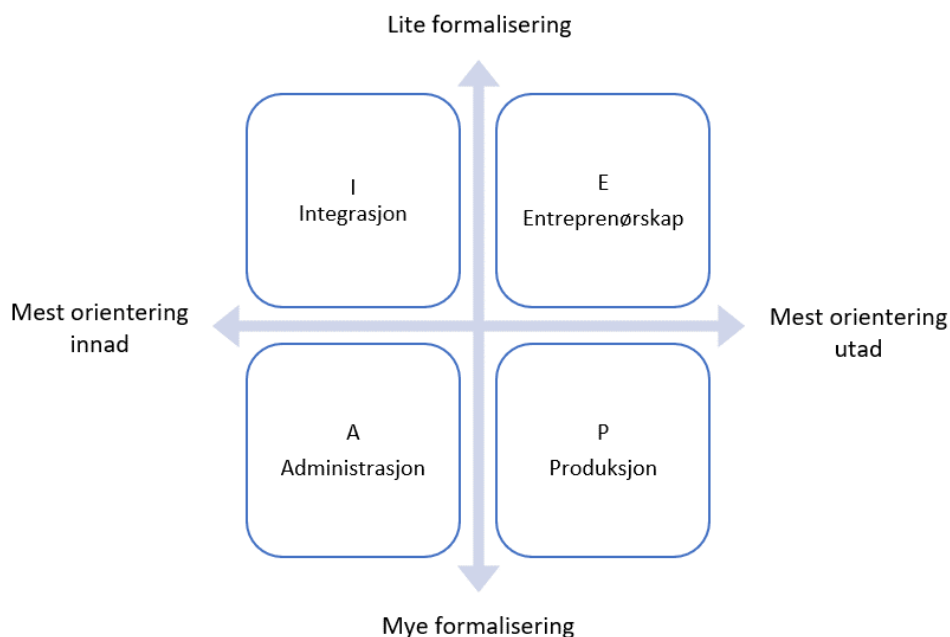 Lite formalisering
I
Integrasjon
E
Entreprenørskap
Mest orientering
innad
Mest orientering
utad
A
Administrasjon
P
Produksjon
Mye formalisering